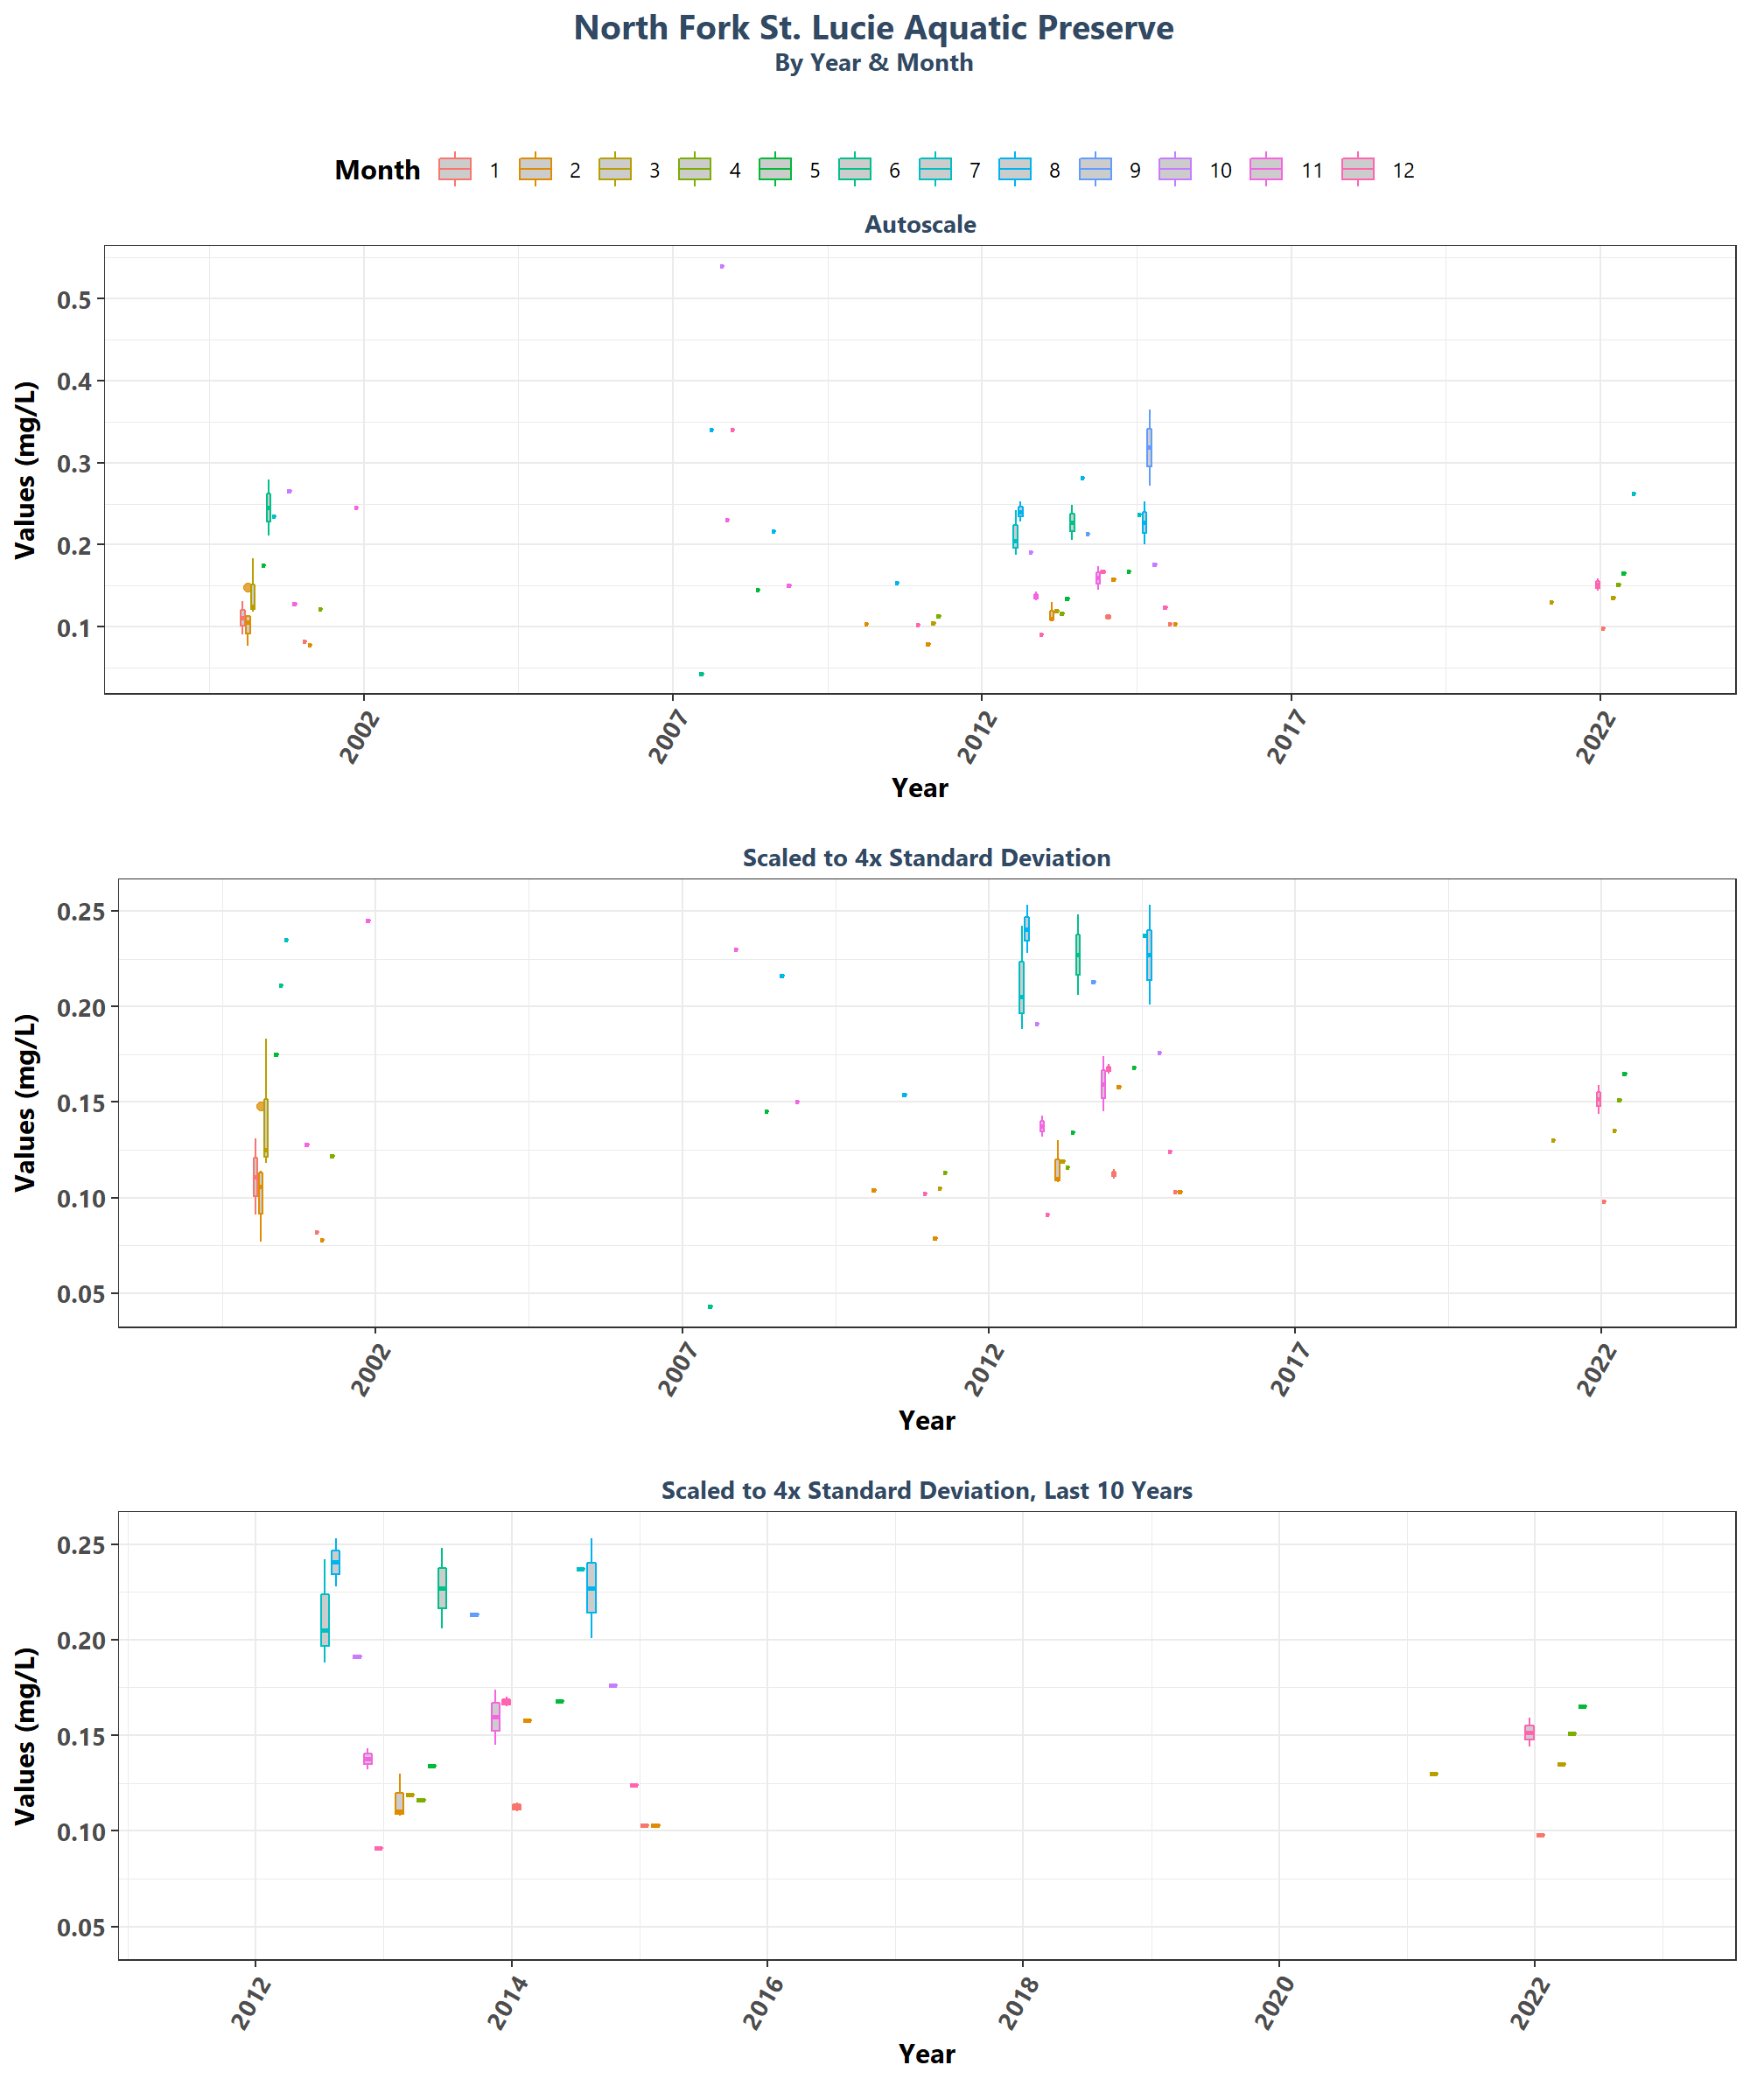 North Fork St. Lucie Aquatic Preserve
By Year & Month
Month 1 2 3 4 5 6 7 8 9 10 11 12
Autoscale
Values (mg/L)
0.5
0.4
0.3
0.2
0.1
2002 2007 2012 2017 2022
Year
Scaled to 4x Standard Deviation
Values (mg/L)
0.25
0.20
0.15
0.10
0.05
2002 2007 2012 2017 2022
Year
Scaled to 4x Standard Deviation, Last 10 Years
Values (mg/L)
0.25
0.20
0.15
0.10
0.05
2012 2014 2016 2018 2020 2022
Year